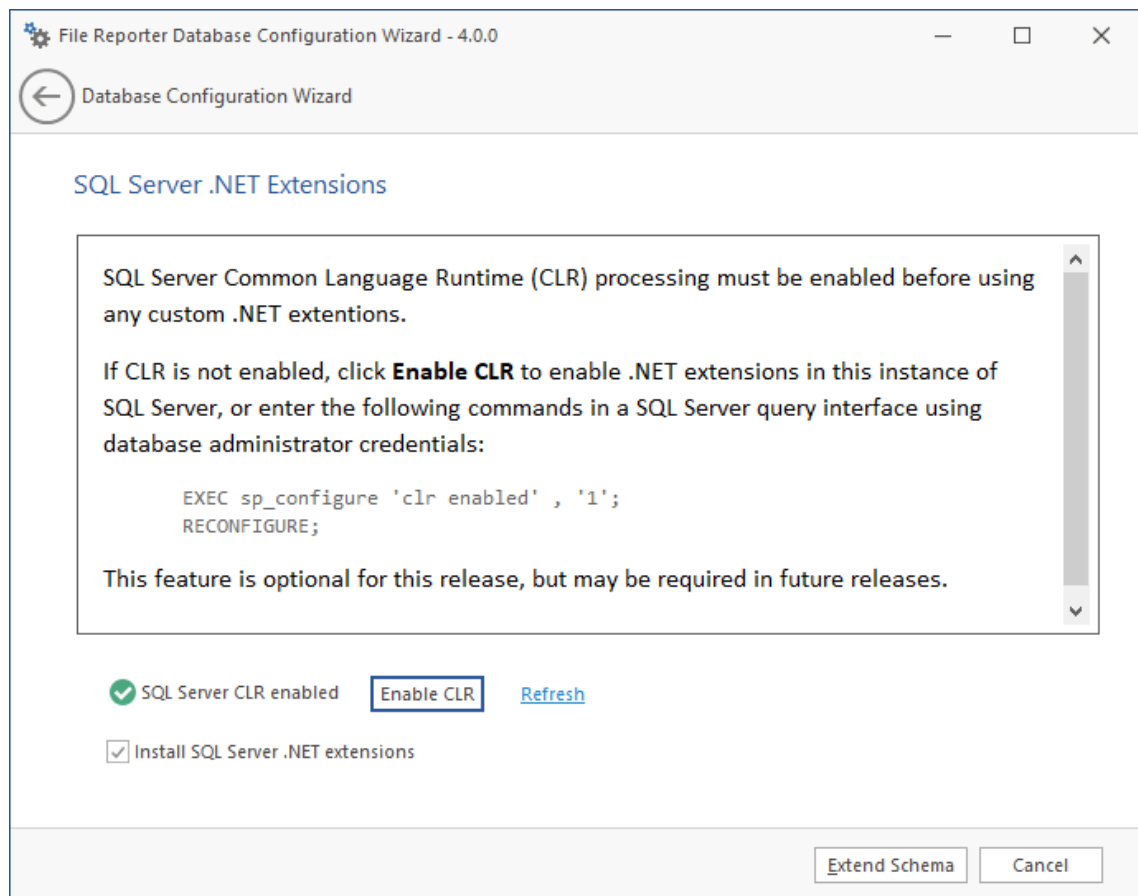 File Reporter Database Configuration Wizard - 4.0.0
Database Configuration Wizard
SQL Server .NET Extensions
SQL Server Common Language Runtime (CLR) processing must be enabled before using
any custom .NET extentions.
If CLR is not enabled, click Enable CLR to enable .NET extensions in this instance of
SQL Server, or enter the following commands in a SQL Server query interface using
database administrator credentials:
EXEC sp_configure 'clr enabled' , '1';
RECONFIGURE;
This feature is optional for this release, but may be required in future releases.
SQL Server CLR enabled Enable CLR Refresh
Install SQL Server .NET extensions
Extend Schema Cancel